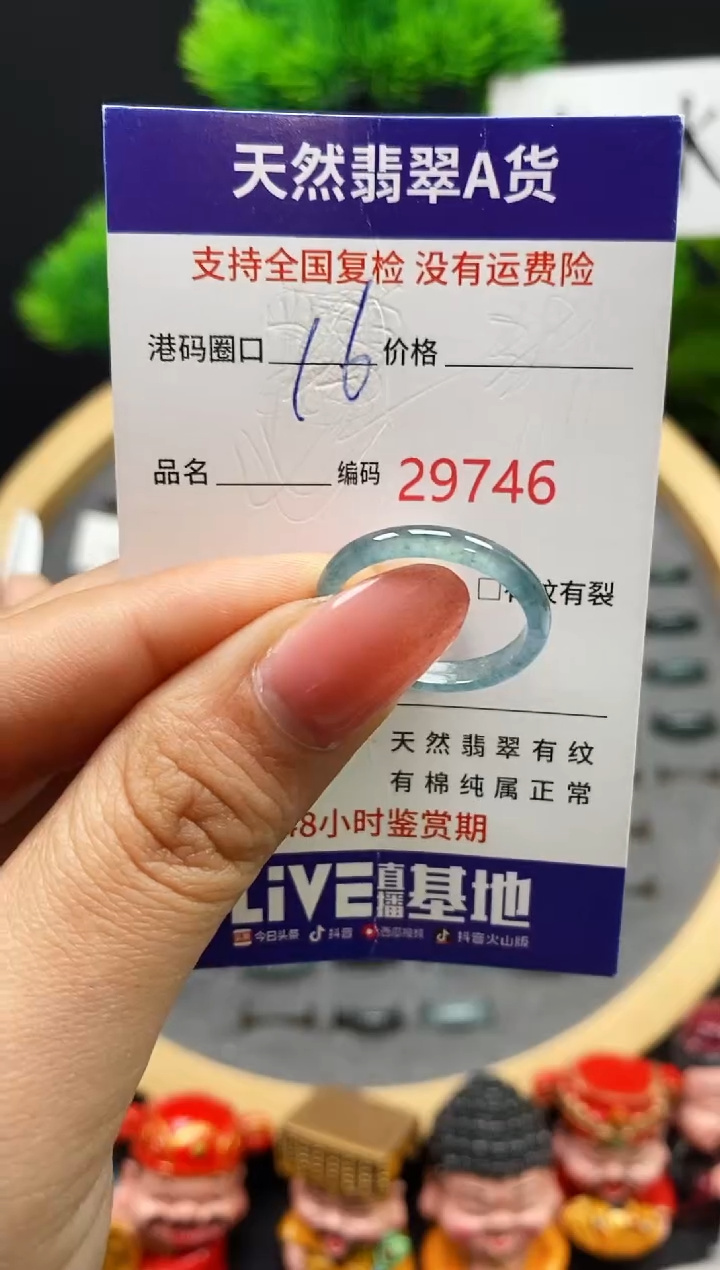 天然翡翠A货
支持全国复检 没有运费险
港码圈口 16 价格
品名 编码 29746
□有纹有裂
天然翡翠有纹
有棉纯属正常
48小时鉴赏期
LiVE直播基地
今日头条 抖音 西瓜视频 抖音火山版